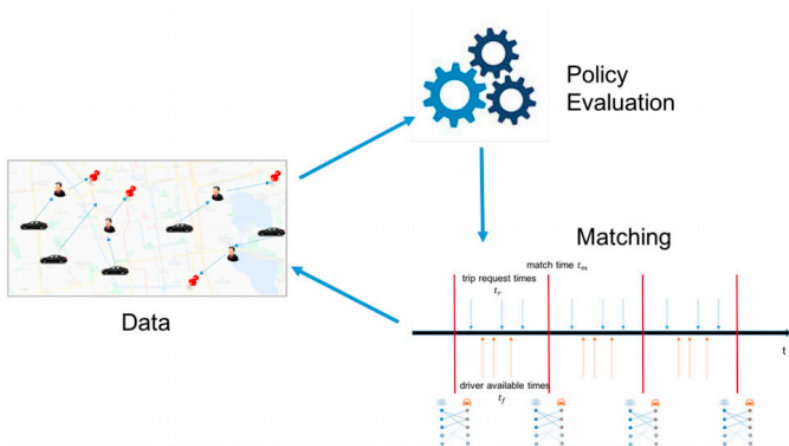 Policy
Evaluation
Matching
match time t_m
trip request times
t_r
Data
t
driver available times
t_f